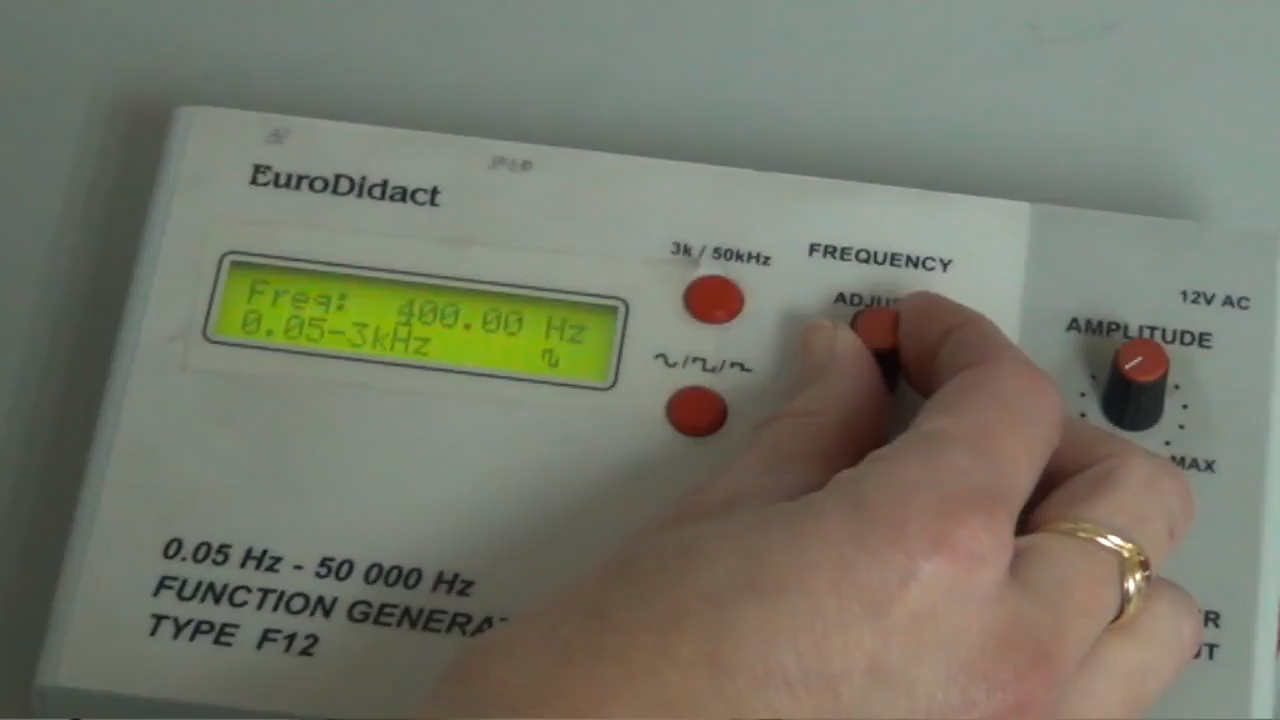 EuroDidact
Freq: 400.00 Hz
0.05-3kHz
3k / 50kHz
FREQUENCY
12V AC
AMPLITUDE
MAX
0.05 Hz - 50 000 Hz
FUNCTION
TYPE F12